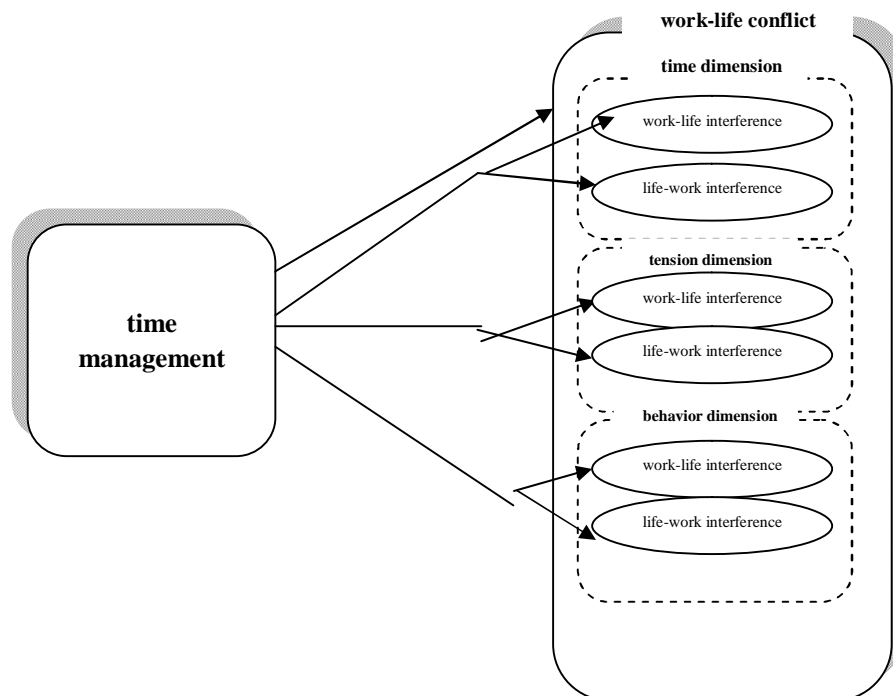 work-life conflict
time dimension
work-life interference
life-work interference
tension dimension
work-life interference
life-work interference
time
management
behavior dimension
work-life interference
life-work interference